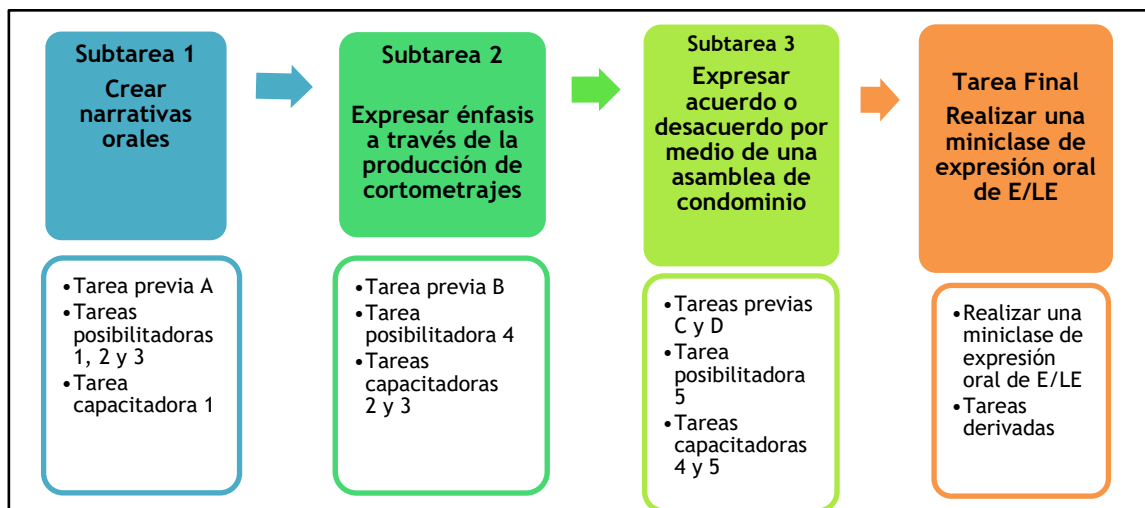 Subtarea 1
Crear
narrativas
orales
•Tarea previa A
•Tareas
posibilitadoras
1, 2 y 3
•Tarea
capacitadora 1
Subtarea 2
Expresar énfasis
a través de la
producción de
cortometrajes
•Tarea previa B
•Tarea
posibilitadora 4
•Tareas
capacitadoras
2 y 3
Subtarea 3
Expresar
acuerdo o
desacuerdo por
medio de una
asamblea de
condominio
•Tareas previas
C y D
•Tarea
posibilitadora
5
•Tareas
capacitadoras
4 y 5
Tarea Final
Realizar una
miniclase de
expresión oral
de E/LE
•Realizar una
miniclase de
expresión
oral de E/LE
•Tareas
derivadas